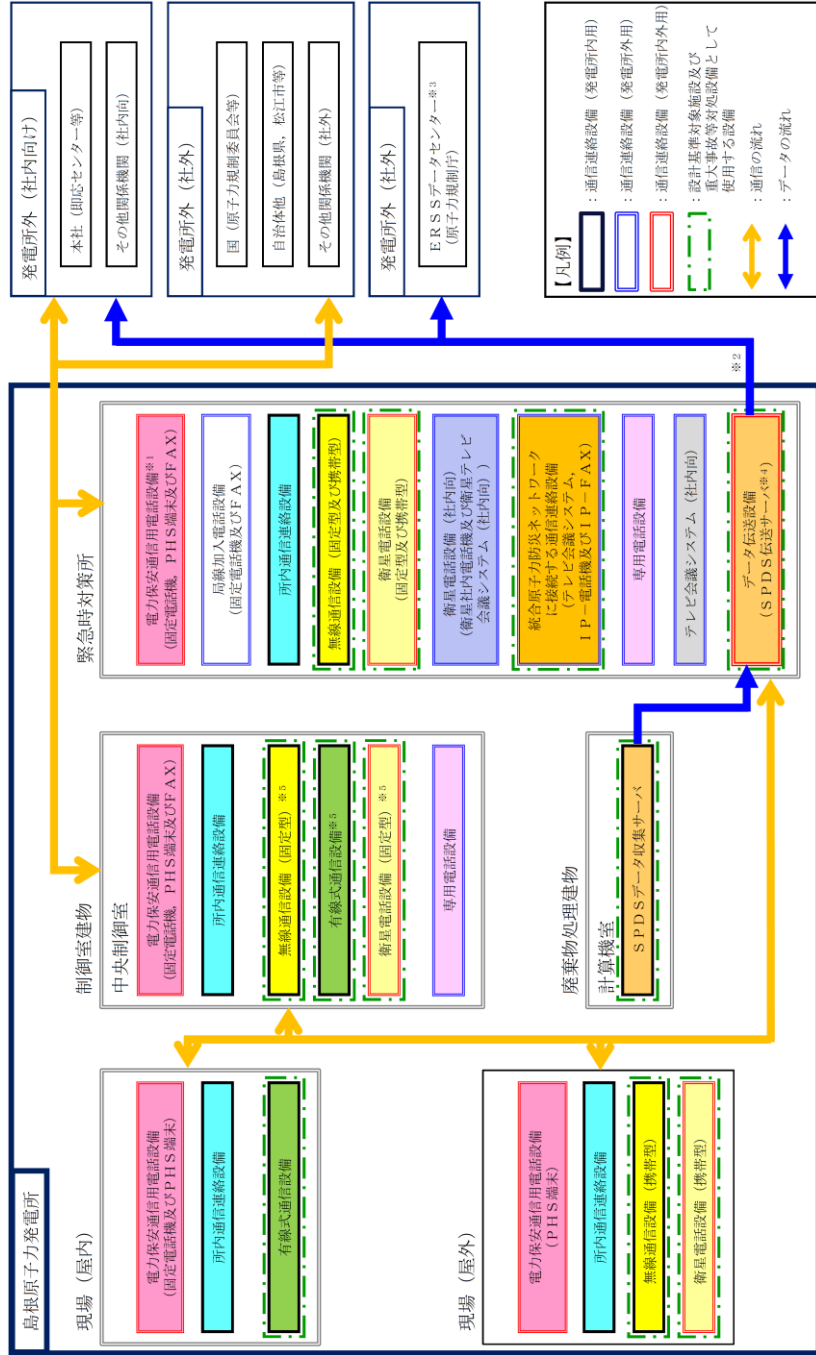 島根原子力発電所
現場（屋内）
電力保安通信用電話設備
（固定電話機及びＰＨＳ端末）
所内通信連絡設備
有線式通信設備
現場（屋外）
電力保安通信用電話設備
（ＰＨＳ端末）
所内通信連絡設備
無線通信設備（携帯型）
衛星電話設備（携帯型）
制御室建物
中央制御室
電力保安通信用電話設備
（固定電話機，ＰＨＳ端末及びＦＡＸ）
所内通信連絡設備
無線通信設備（固定型）※５
有線式通信設備※５
衛星電話設備（固定型）※５
専用電話設備
廃棄物処理建物
計算機室
ＳＰＤＳデータ収集サーバ
緊急時対策所
電力保安通信用電話設備※１
（固定電話機，ＰＨＳ端末及びＦＡＸ）
局線加入電話設備
（固定電話機及びＦＡＸ）
所内通信連絡設備
無線通信設備（固定型及び携帯型）
衛星電話設備
（固定型及び携帯型）
衛星電話設備（社内向）
（衛星社内電話機及び衛星テレビ
会議システム（社内向））
統合原子力防災ネットワーク
に接続する通信連絡設備
（テレビ会議システム，
ＩＰ－電話機及びＩＰ－ＦＡＸ）
専用電話設備
テレビ会議システム（社内向）
データ伝送設備
（ＳＰＤＳ伝送サーバ※４）
※２
発電所外（社内向け）
本社（即応センター等）
その他関係機関（社内向）
発電所外（社外）
国（原子力規制委員会等）
自治体他（島根県，松江市等）
その他関係機関（社外）
発電所外（社外）
ＥＲＳＳデータセンター※３
（原子力規制庁）
【凡例】
：通信連絡設備（発電所内用）
：通信連絡設備（発電所外用）
：通信連絡設備（発電所内外用）
：設計基準対象施設及び
重大事故等対処設備として
使用する設備
：通信の流れ
：データの流れ